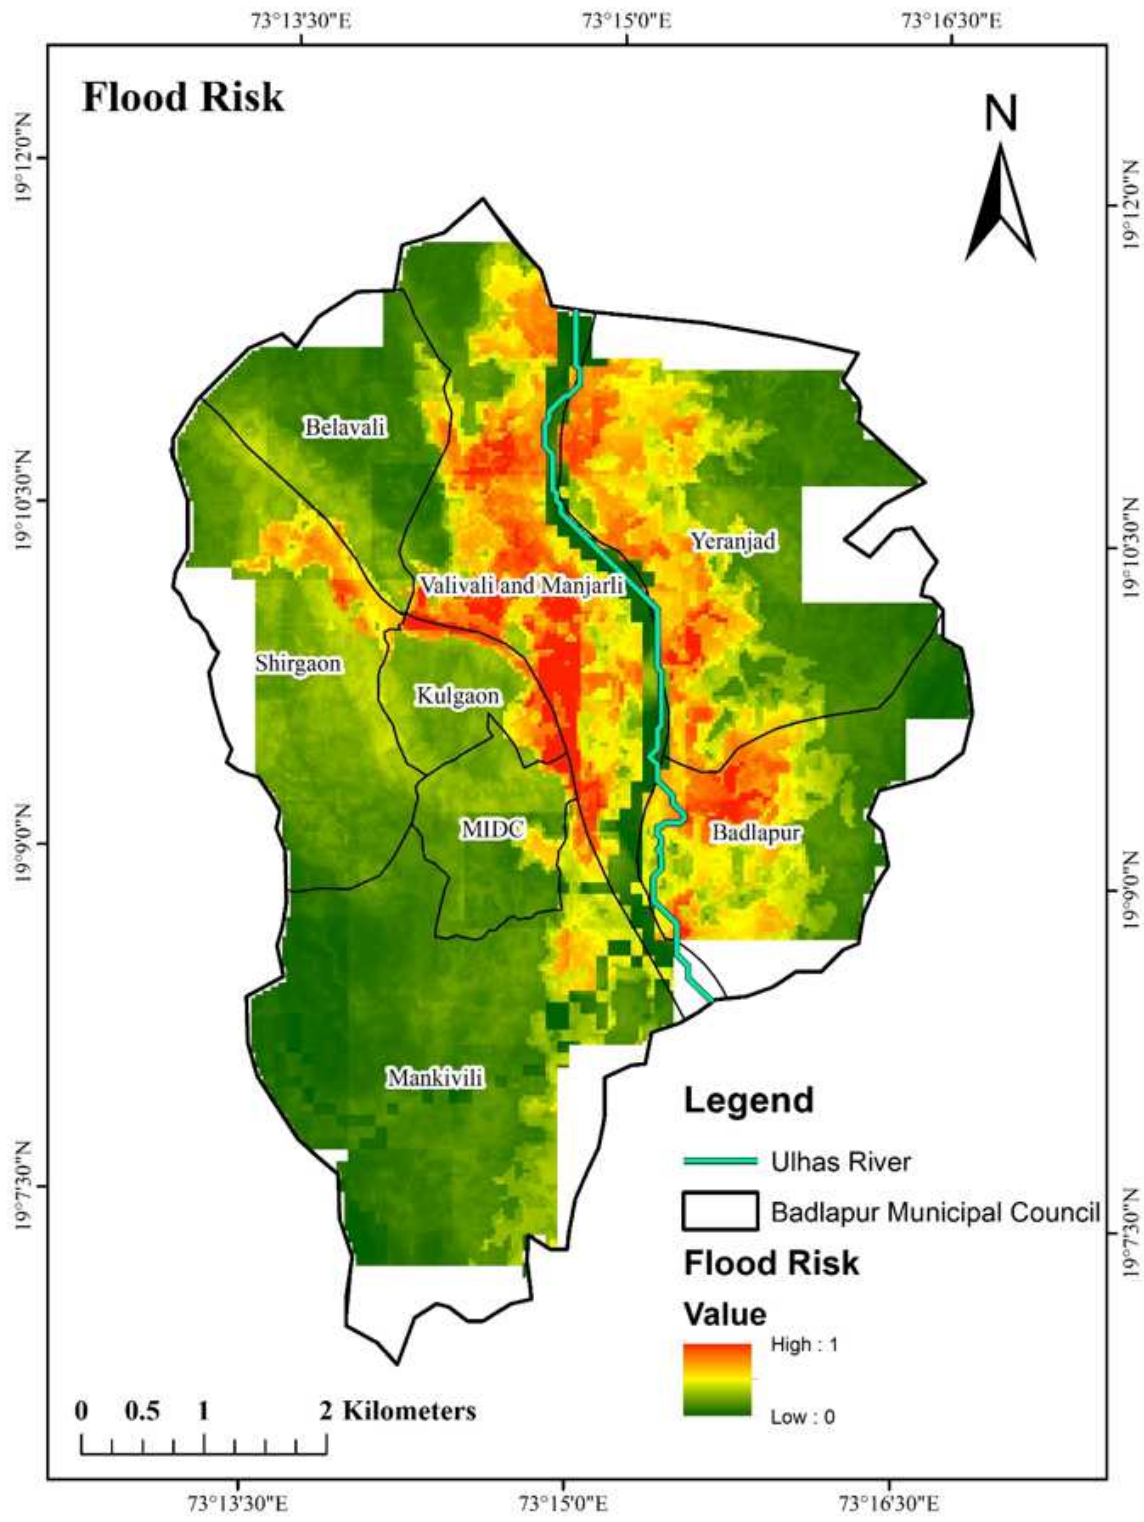 73°13'30"E 73°15'0"E 73°16'30"E
Flood Risk
N
19°12'0"N
19°12'0"N
Belavali
19°10'30"N
19°10'30"N
Yeranjad
Valivali and Manjarli
Shirgaon
Kulgaon
MIDC
Badlapur
19°9'0"N
19°9'0"N
Mankivili
Legend
Ulhas River
Badlapur Municipal Council
19°7'30"N
19°7'30"N
Flood Risk
Value
High : 1
Low : 0
0 0.5 1 2 Kilometers
73°13'30"E 73°15'0"E 73°16'30"E